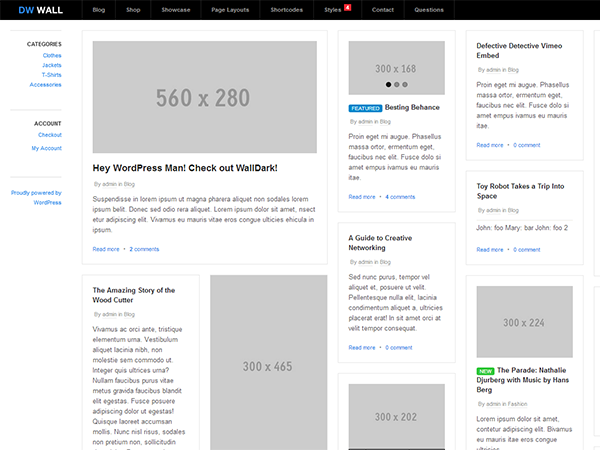 DW WALL
Blog
Shop
Showcase
Page Layouts
Shortcodes
Styles 4
Contact
Questions
CATEGORIES
Clothes
Jackets
T-Shirts
Accessories
ACCOUNT
Checkout
My Account
Proudly powered by
WordPress
560 x 280
Hey WordPress Man! Check out WallDark!
By admin in Blog
Suspendisse in lorem ipsum ut magna pharera aliquet non sodales lorem
ipsum belit. Donec sed odio rera aliquet. Lorem ipsum dolor sit amet, nsect
etur adipiscing elit. Vivamus eu mauris vitae eros congue ulticies ehicula in
ipsum.
Read more • 2 comments
The Amazing Story of the
Wood Cutter
By admin in Blog
Vivamus ac orci ante, tristique
elementum urna. Vestibulum
aliquet lacinia nibh, non
molestie sem commodo ut.
Integer quis ultrices urna?
Nullam faucibus purus vitae
metus gravida faucibus blandit
elit egestas. Fusce posuere
adipiscing dolor ut egestas!
Quisque laoreet accumsan
mollis. Nunc nisl risus, sodales
non pretium non, sollicitudin
300 x 465
300 x 168
FEATURED Besting Behance
By admin in Blog
Proin eget mi augue. Phasellus
massa ortor, ermentum eget,
faucibus nec elit. Fusce dolo si
amet empus ivamus eu mauris
vitae.
Read more • 4 comments
A Guide to Creative
Networking
By admin in Blog
Sed nunc purus, tempor vel
aliquet et, posuere ut velit.
Pellentesque nulla elit, lacinia
condimentum aliquet a, ultricies
placerat erat! In sit amet orci at
velit tempor consequat.
Read more • 0 comment
300 x 202
Defective Detective Vimeo
Embed
By admin in Blog
Proin eget mi augue. Phasellus
massa ortor, ermentum eget,
faucibus nec elit. Fusce dolo si
amet empus ivamus eu mauris
itae.
Read more • 0 comment
Toy Robot Takes a Trip Into
Space
By admin in Blog
John: foo Mary: bar John: foo 2
Read more • 0 comment
300 x 224
NEW The Parade: Nathalie
Djurberg with Music by Hans
Berg
By admin in Fashion
Lorem ipsum dolor sit amet,
contetur adipiscing elit. Vivamus
eu mauris vitae eros congue